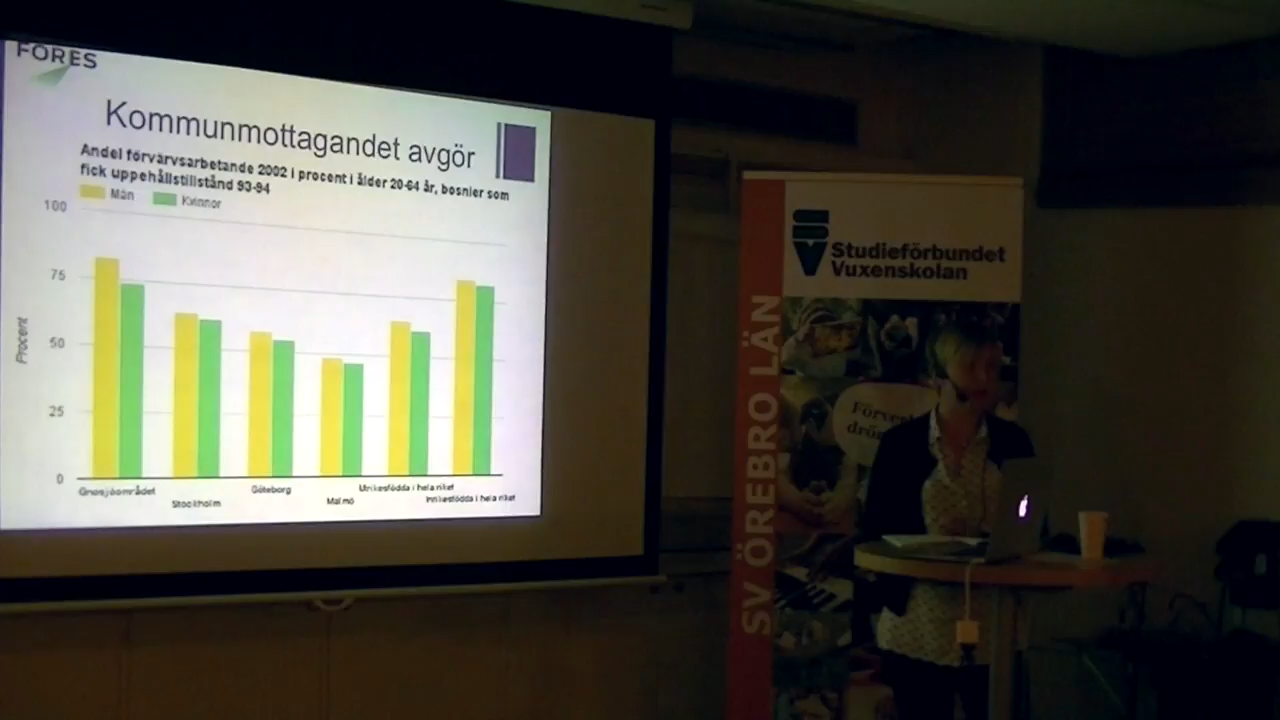 FORES
Kommunmottagandet avgör
Andel förvärvsarbetande 2002 i procent i ålder 20-64 år, bosnier som
fick uppehållstillstånd 93-94
Män Kvinnor
100
75
50
25
0
Procent
Gnosjöområdet
Stockholm
Göteborg
Malmö
Utrikesfödda i hela riket
Inrikesfödda i hela riket
SV
Studieförbundet
Vuxenskolan
SV ÖREBRO LÄN